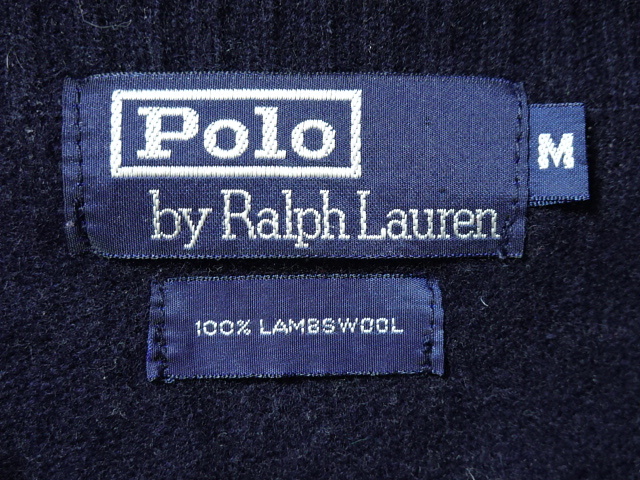 Polo
by Ralph Lauren
M
100% LAMBSWOOL